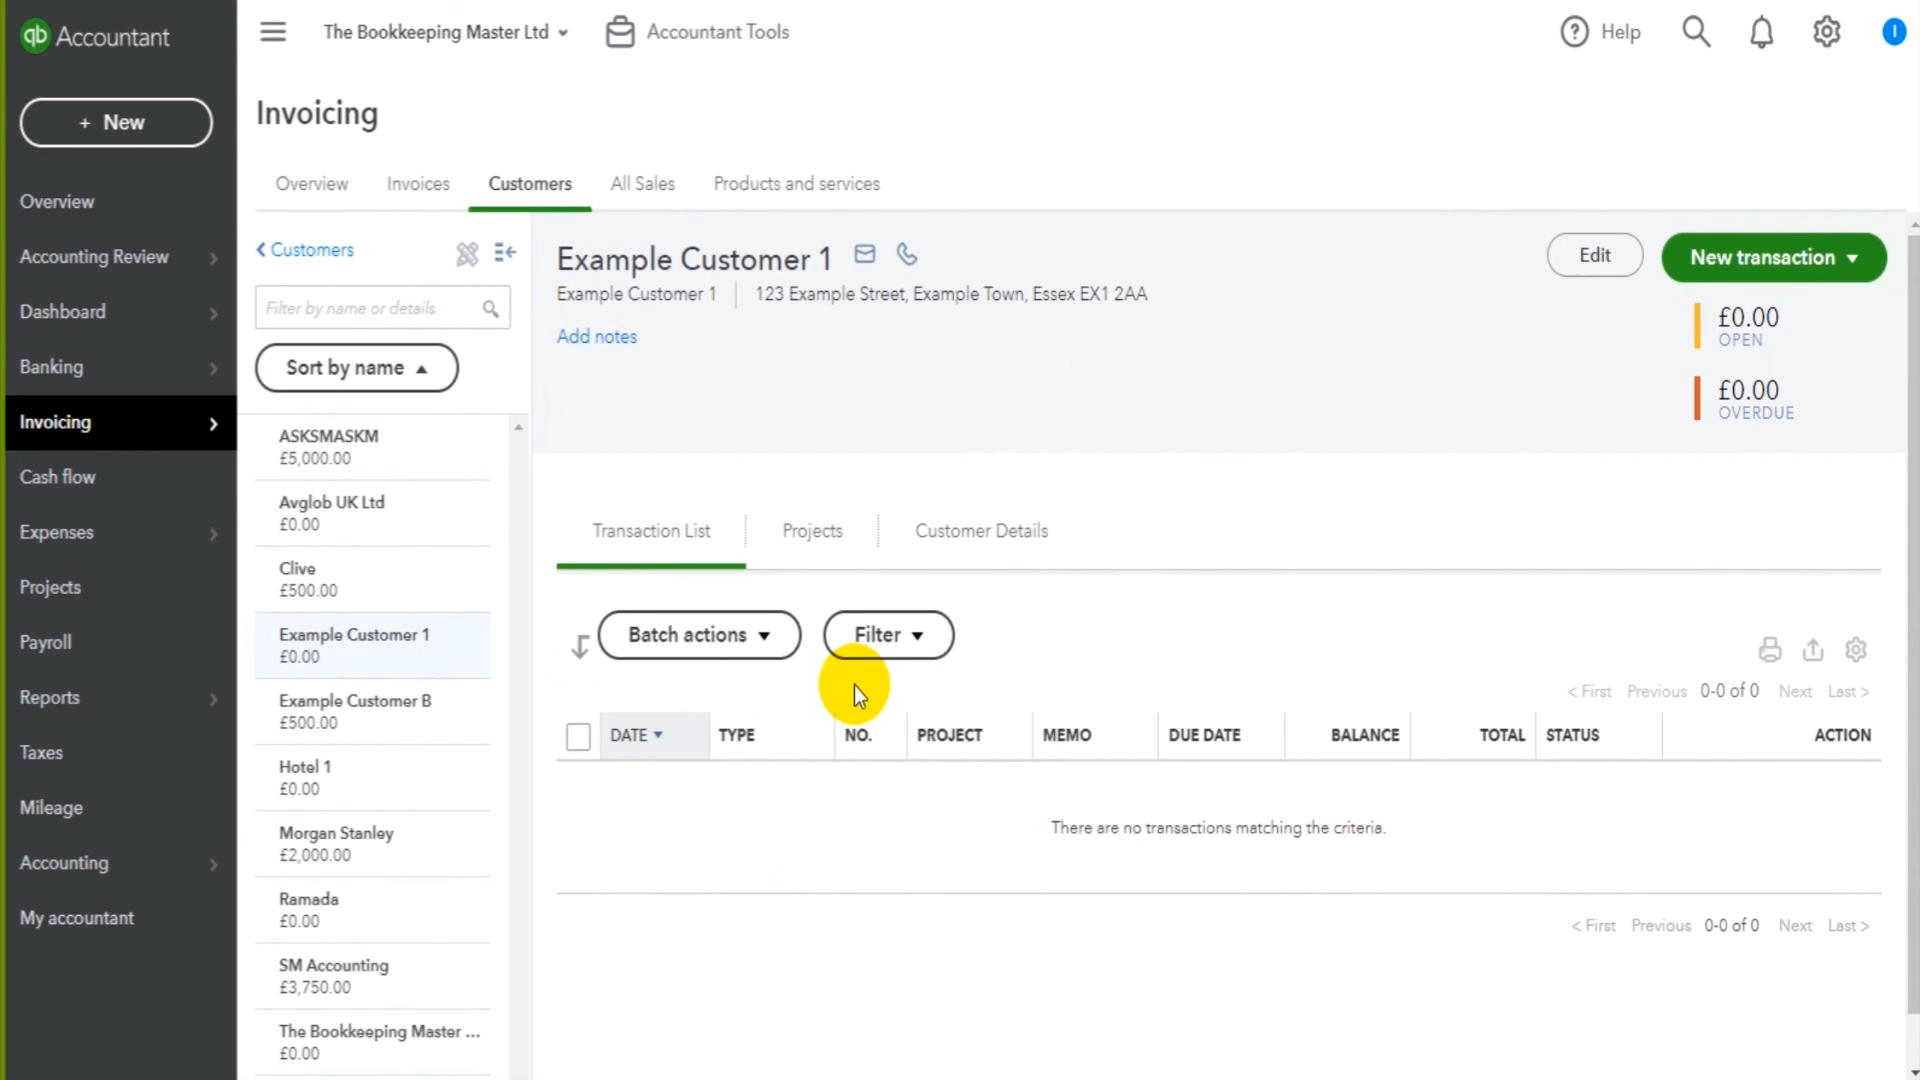 qb Accountant
The Bookkeeping Master Ltd
Accountant Tools
? Help
I
+ New
Overview
Accounting Review
Dashboard
Banking
Invoicing
Cash flow
Expenses
Projects
Payroll
Reports
Taxes
Mileage
Accounting
My accountant
Invoicing
Overview Invoices Customers All Sales Products and services
Customers
Filter by name or details
Sort by name
ASKSMASKM
£5,000.00
Avglob UK Ltd
£0.00
Clive
£500.00
Example Customer 1
£0.00
Example Customer B
£500.00
Hotel 1
£0.00
Morgan Stanley
£2,000.00
Ramada
£0.00
SM Accounting
£3,750.00
The Bookkeeping Master ...
£0.00
Example Customer 1
Example Customer 1 123 Example Street, Example Town, Essex EX1 2AA
Add notes
Edit
New transaction
£0.00
OPEN
£0.00
OVERDUE
Transaction List Projects Customer Details
Batch actions Filter
< First Previous 0-0 of 0 Next Last >
DATE TYPE NO. PROJECT MEMO DUE DATE BALANCE TOTAL STATUS ACTION
There are no transactions matching the criteria.
< First Previous 0-0 of 0 Next Last >